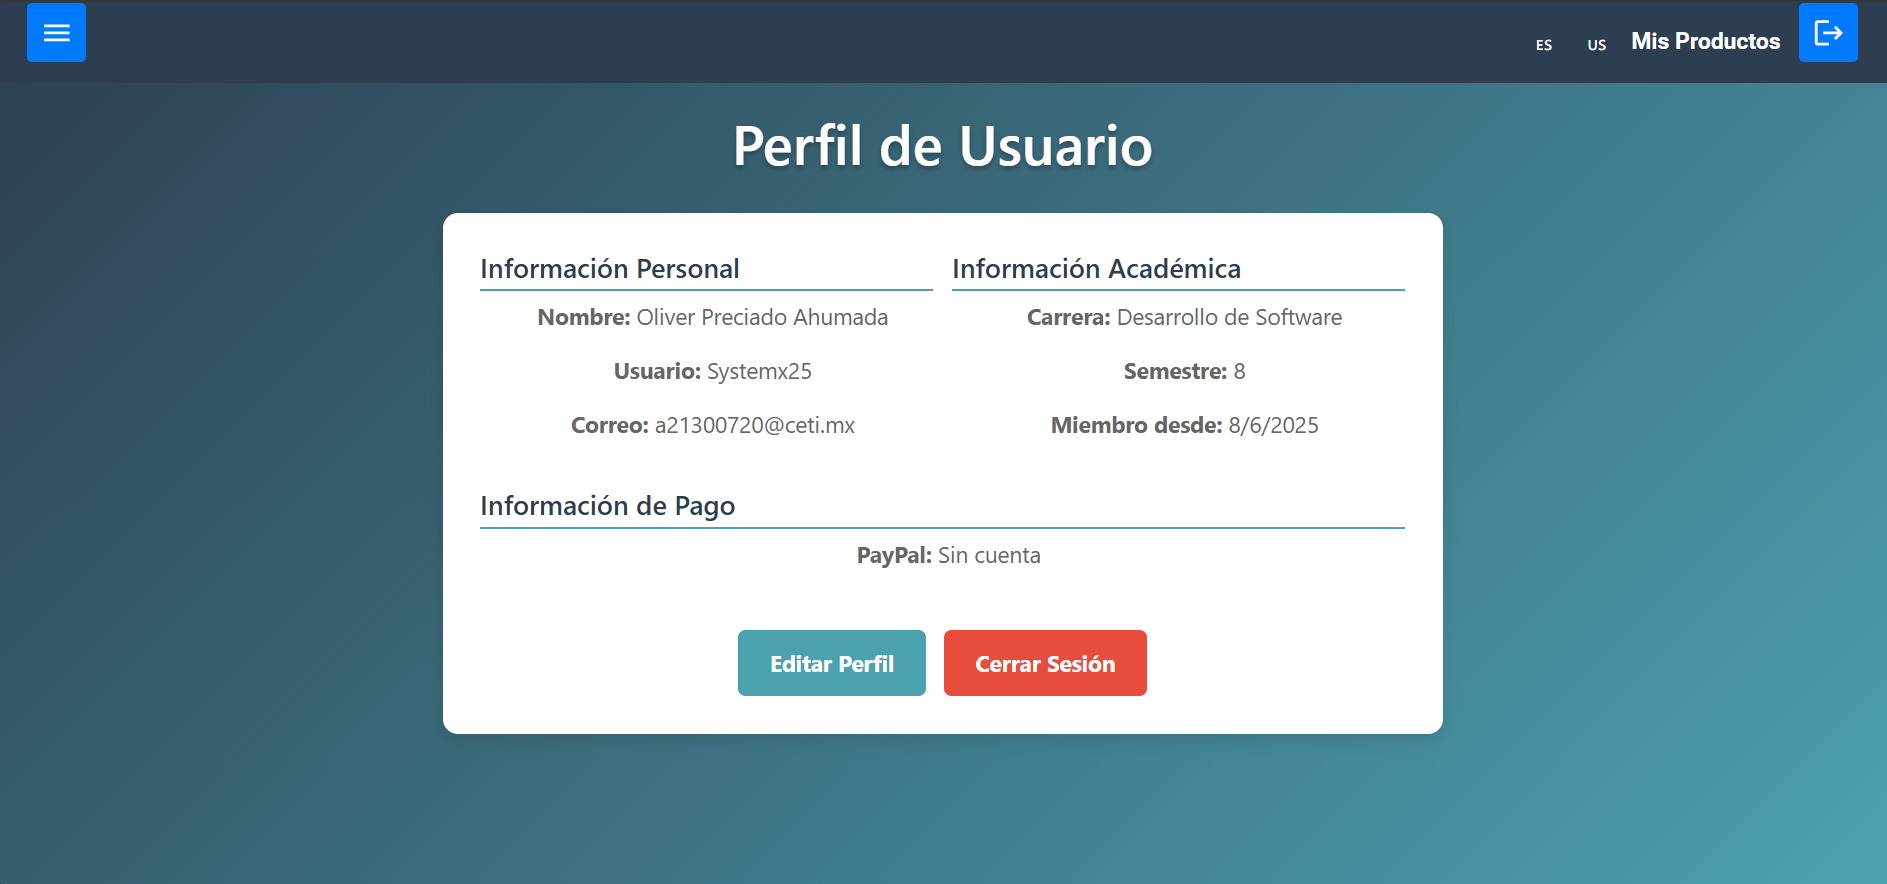 ES US Mis Productos
Perfil de Usuario
Información Personal
Nombre: Oliver Preciado Ahumada
Usuario: Systemx25
Correo: a21300720@ceti.mx
Información Académica
Carrera: Desarrollo de Software
Semestre: 8
Miembro desde: 8/6/2025
Información de Pago
PayPal: Sin cuenta
Editar Perfil
Cerrar Sesión